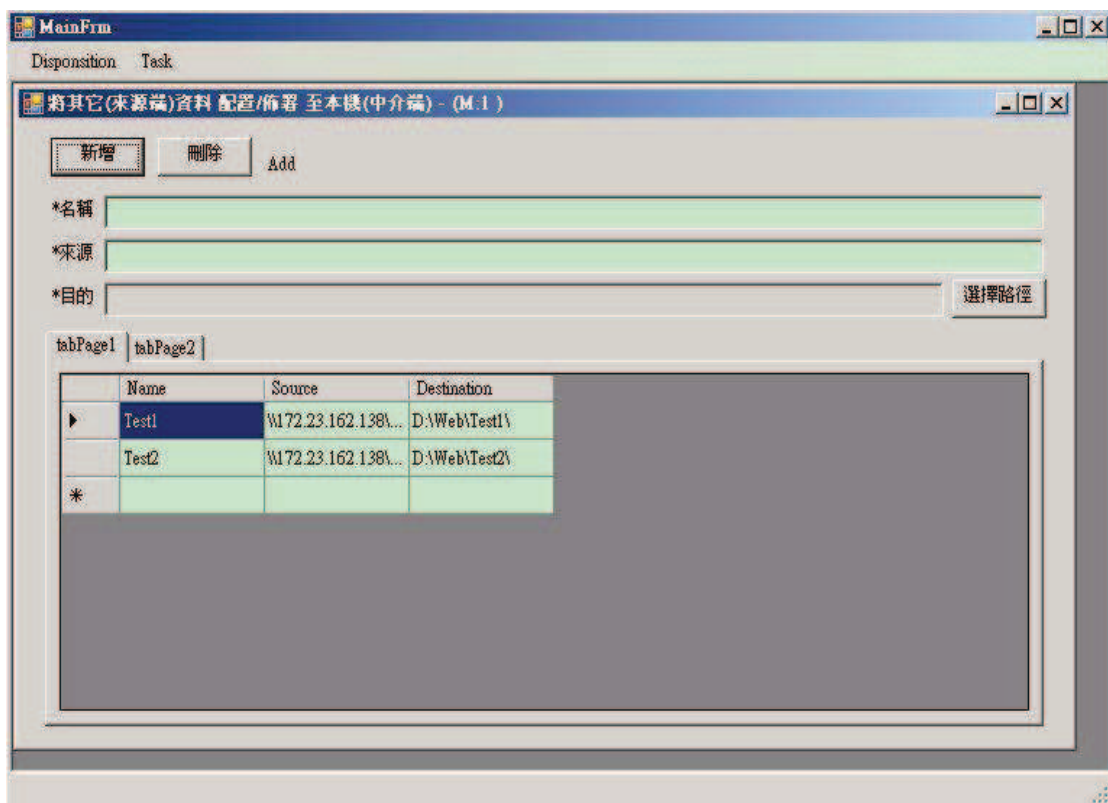 MainFrm
Disponsition Task
將其它(來源端)資料 配置/佈署 至本機(中介端) - (M:1 )
新增 刪除 Add
*名稱
*來源
*目的 選擇路徑
tabPage1 tabPage2
Name Source Destination
Test1 \\172.23.162.138\... D:\Web\Test1\
Test2 \\172.23.162.138\... D:\Web\Test2\